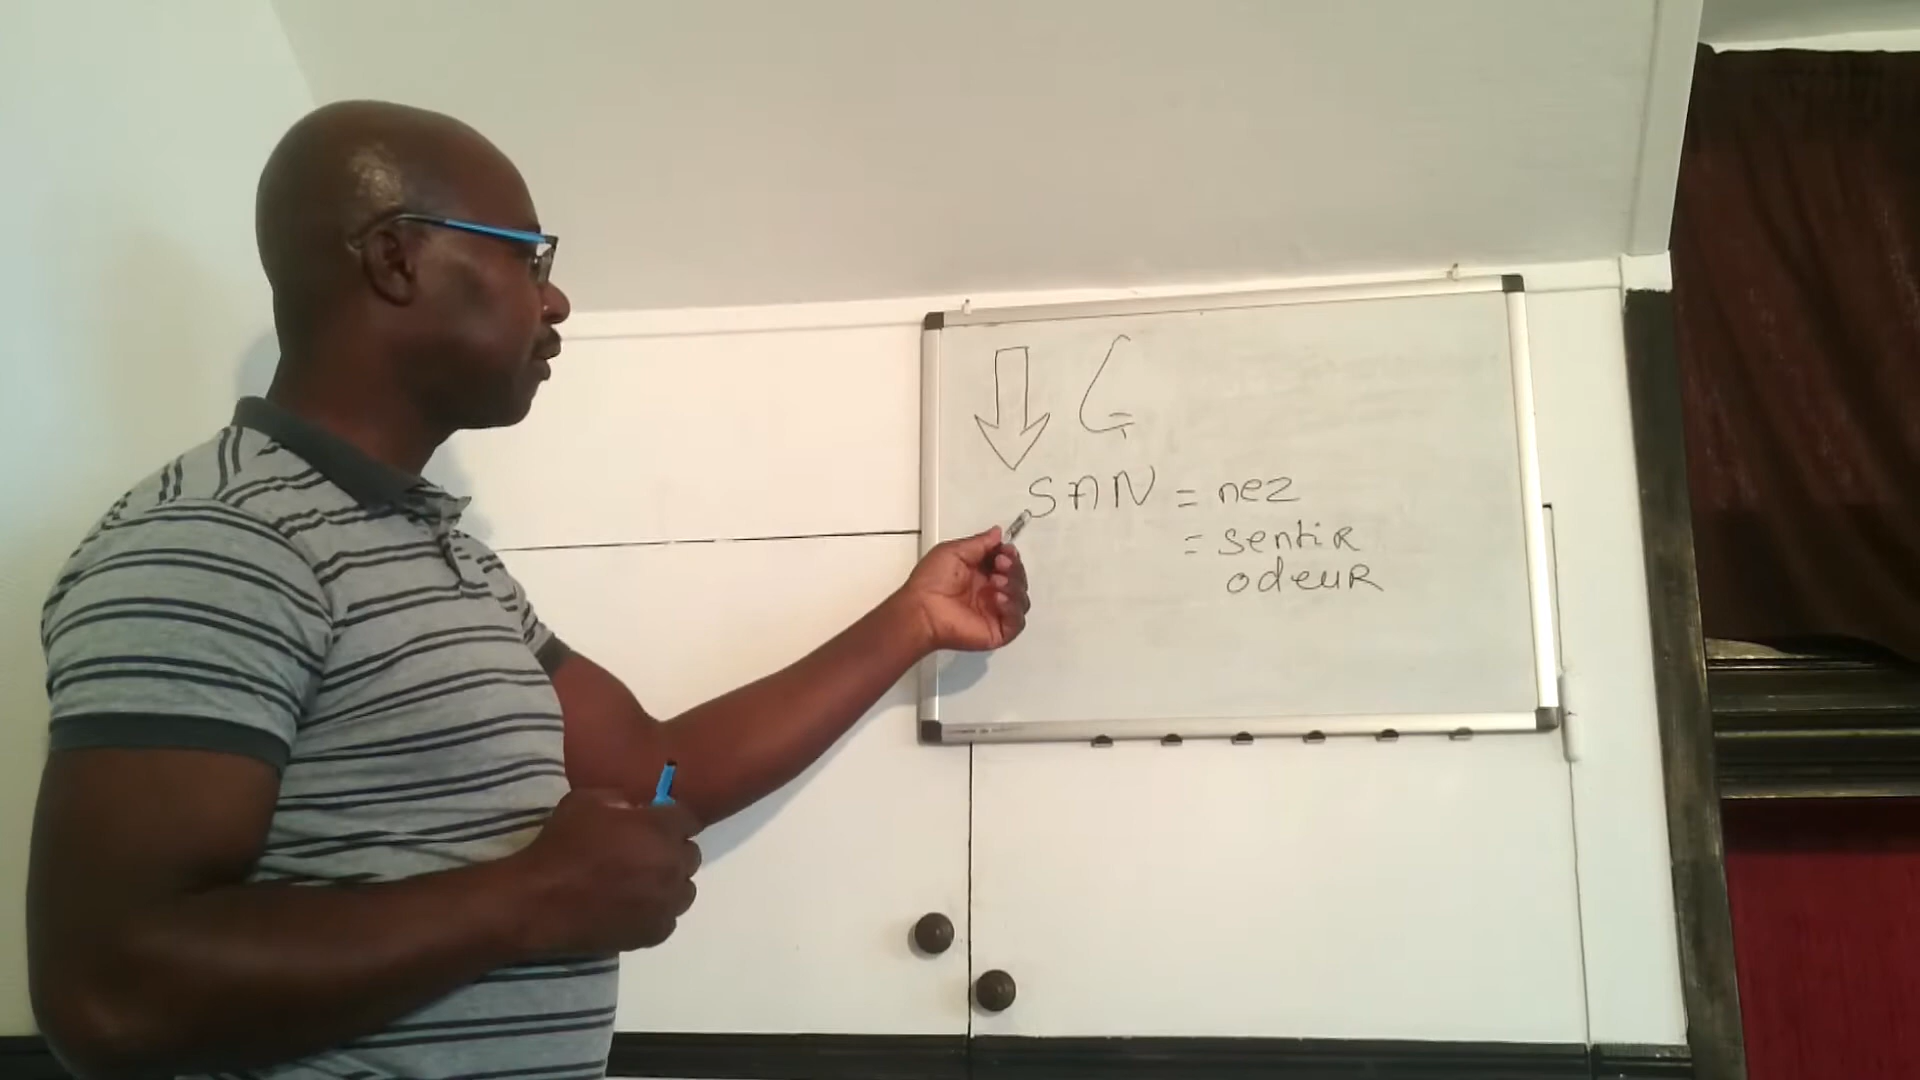 SAN = nez
= sentir
odeur